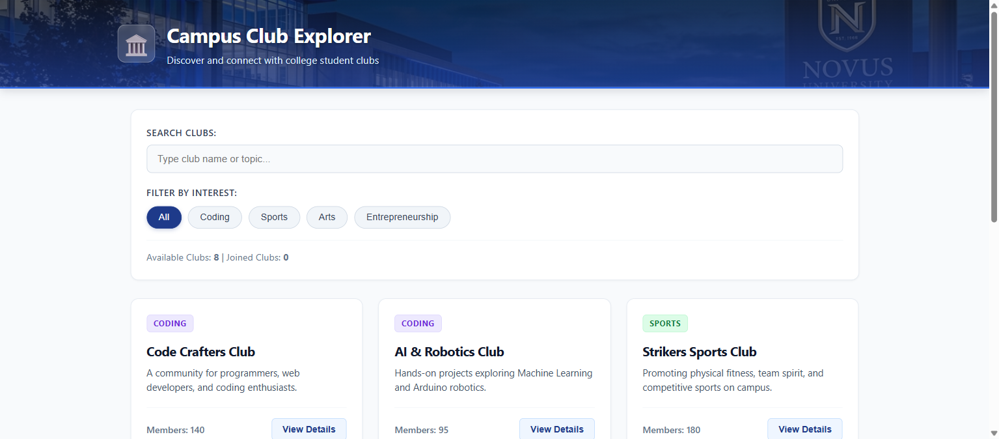 Campus Club Explorer
Discover and connect with college student clubs
N
EST. 1966
NOVUS
UNIVERSITY
SEARCH CLUBS:
Type club name or topic...
FILTER BY INTEREST:
All
Coding
Sports
Arts
Entrepreneurship
Available Clubs: 8 | Joined Clubs: 0
CODING
Code Crafters Club
A community for programmers, web
developers, and coding enthusiasts.
Members: 140
View Details
CODING
AI & Robotics Club
Hands-on projects exploring Machine Learning
and Arduino robotics.
Members: 95
View Details
SPORTS
Strikers Sports Club
Promoting physical fitness, team spirit, and
competitive sports on campus.
Members: 180
View Details